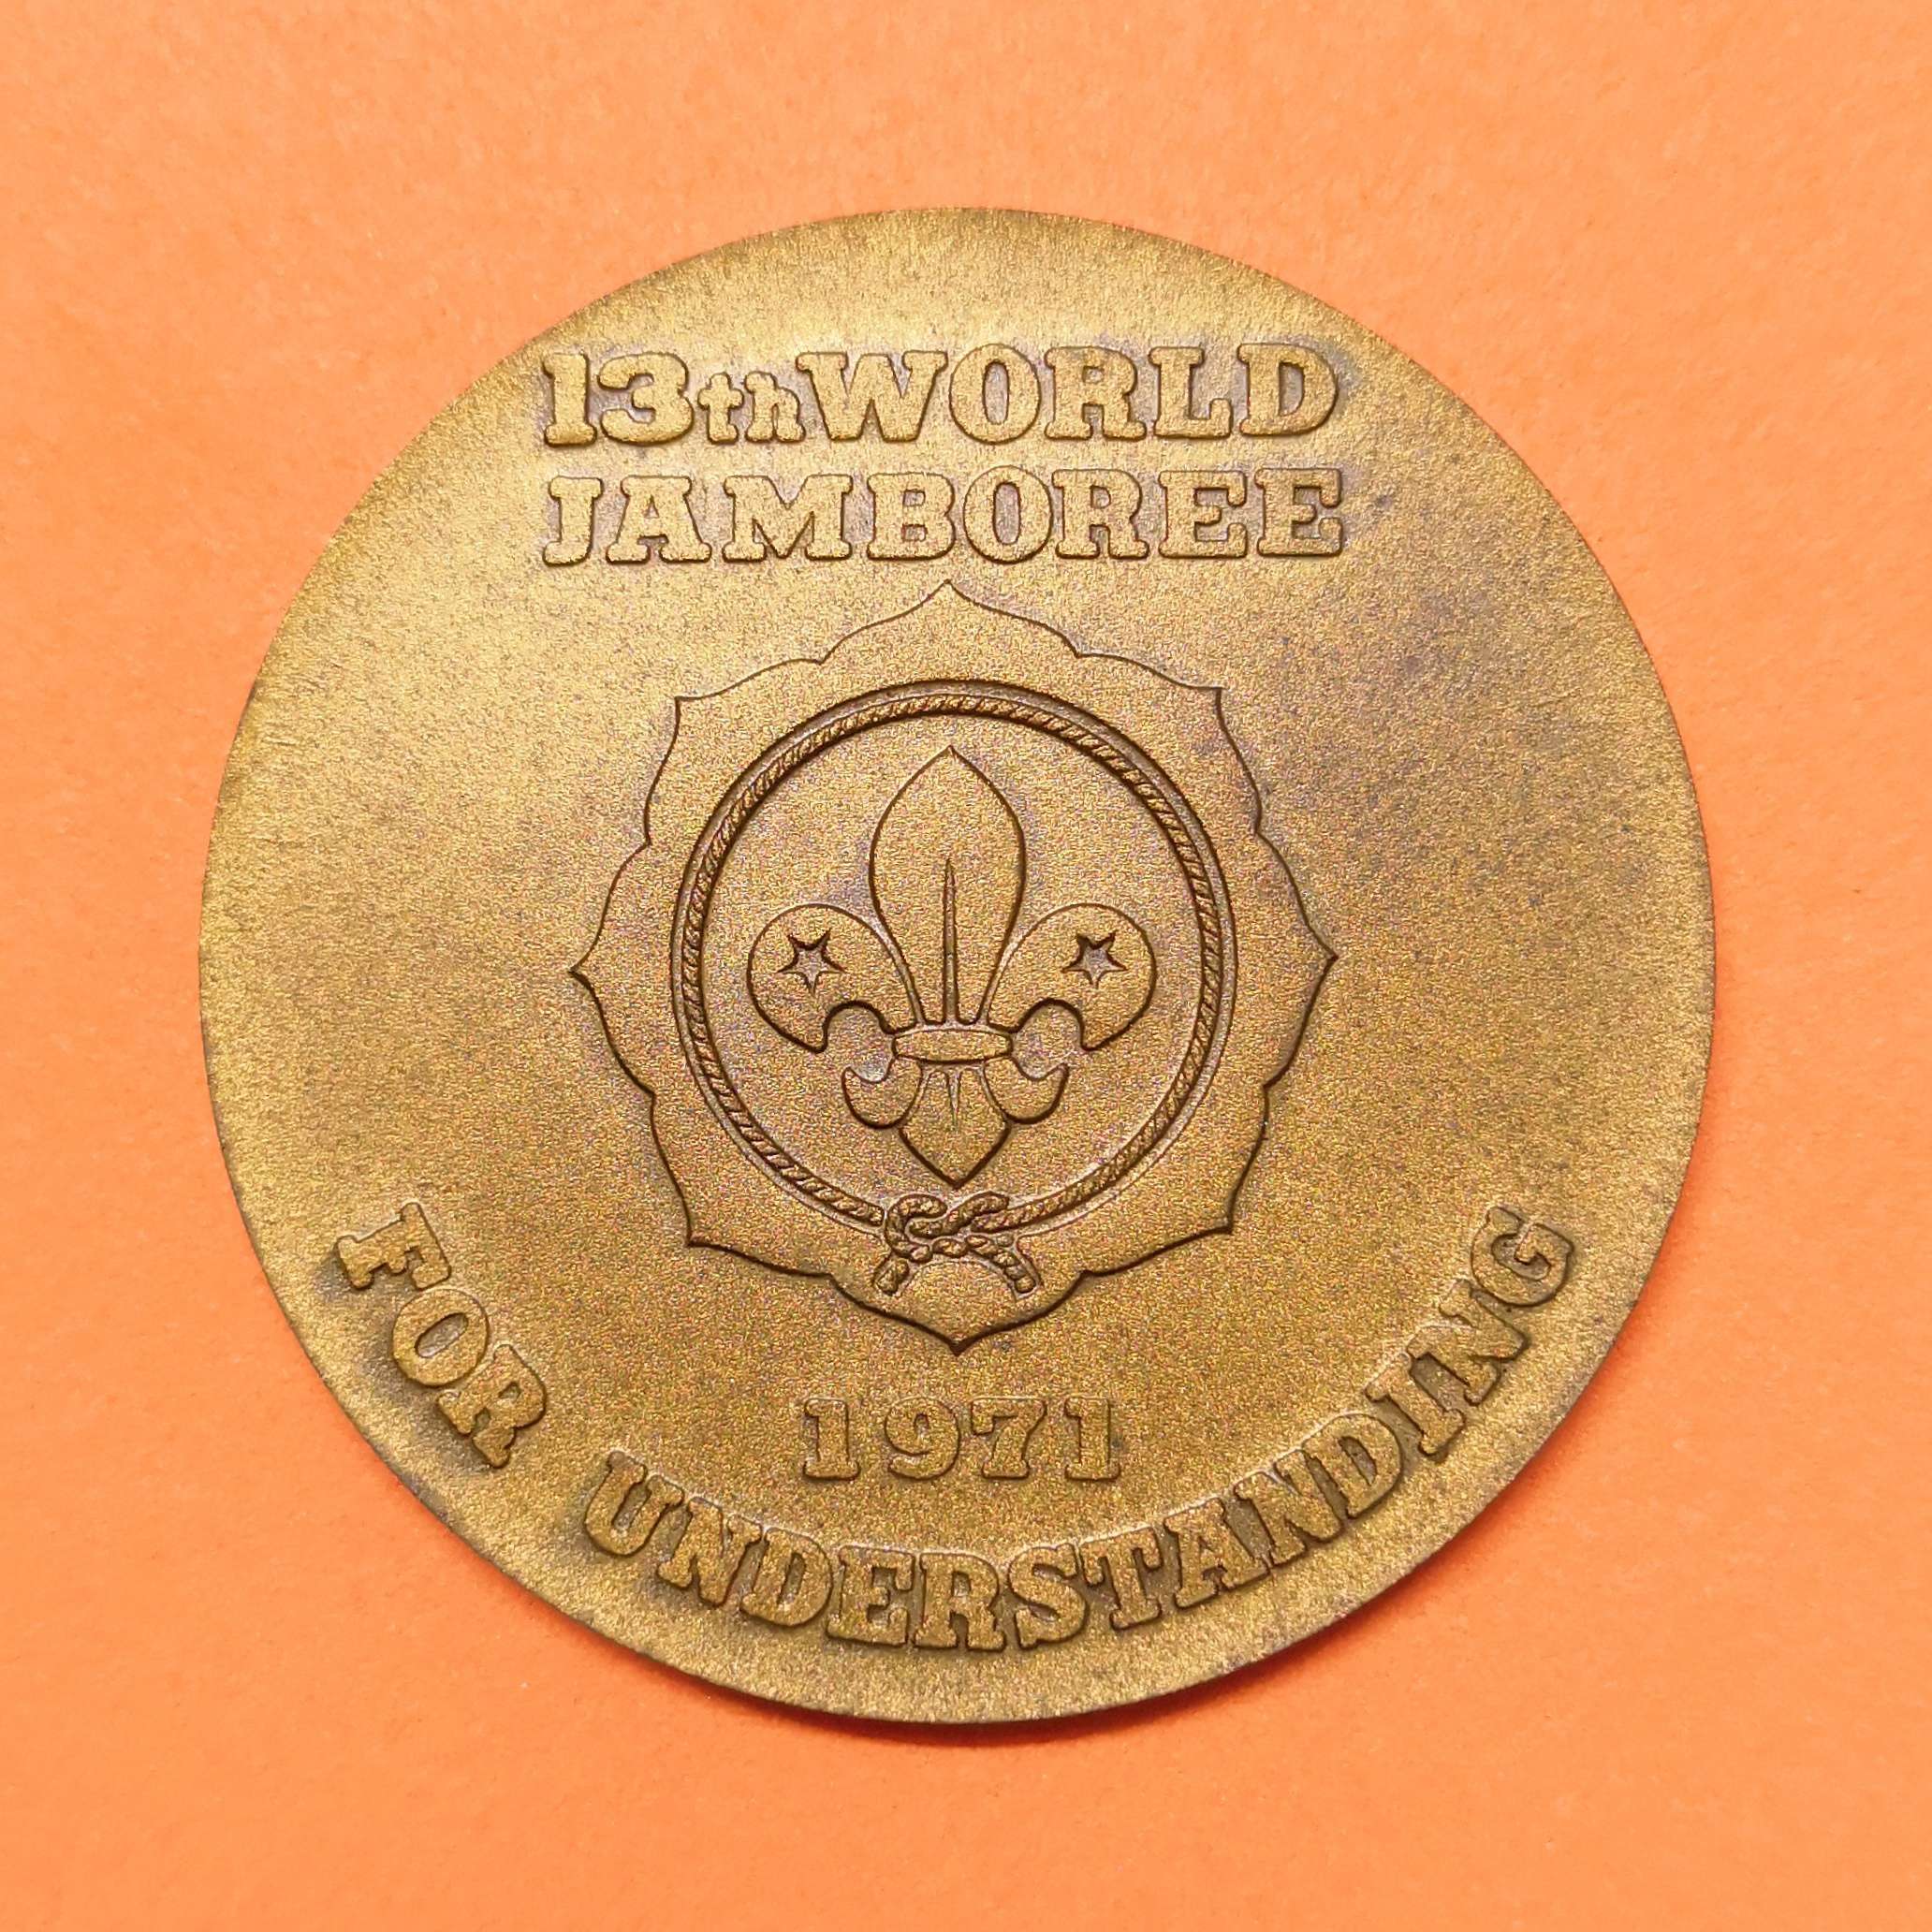 13th WORLD
JAMBOREE
1971
FOR UNDERSTANDING